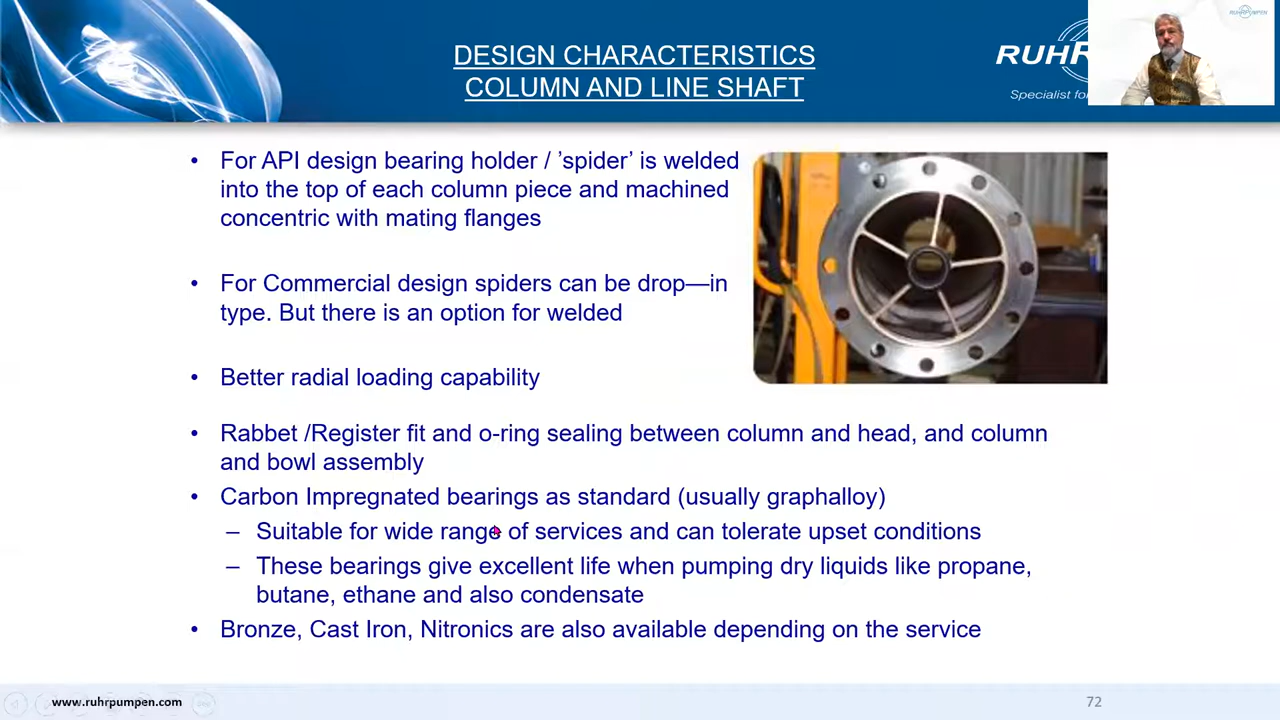 DESIGN CHARACTERISTICS
COLUMN AND LINE SHAFT
RUHR
Specialist for
RUHRPUMPEN
• For API design bearing holder / ’spider’ is welded
into the top of each column piece and machined
concentric with mating flanges
• For Commercial design spiders can be drop—in
type. But there is an option for welded
• Better radial loading capability
• Rabbet /Register fit and o-ring sealing between column and head, and column
and bowl assembly
• Carbon Impregnated bearings as standard (usually graphalloy)
– Suitable for wide range of services and can tolerate upset conditions
– These bearings give excellent life when pumping dry liquids like propane,
butane, ethane and also condensate
• Bronze, Cast Iron, Nitronics are also available depending on the service
www.ruhrpumpen.com
72